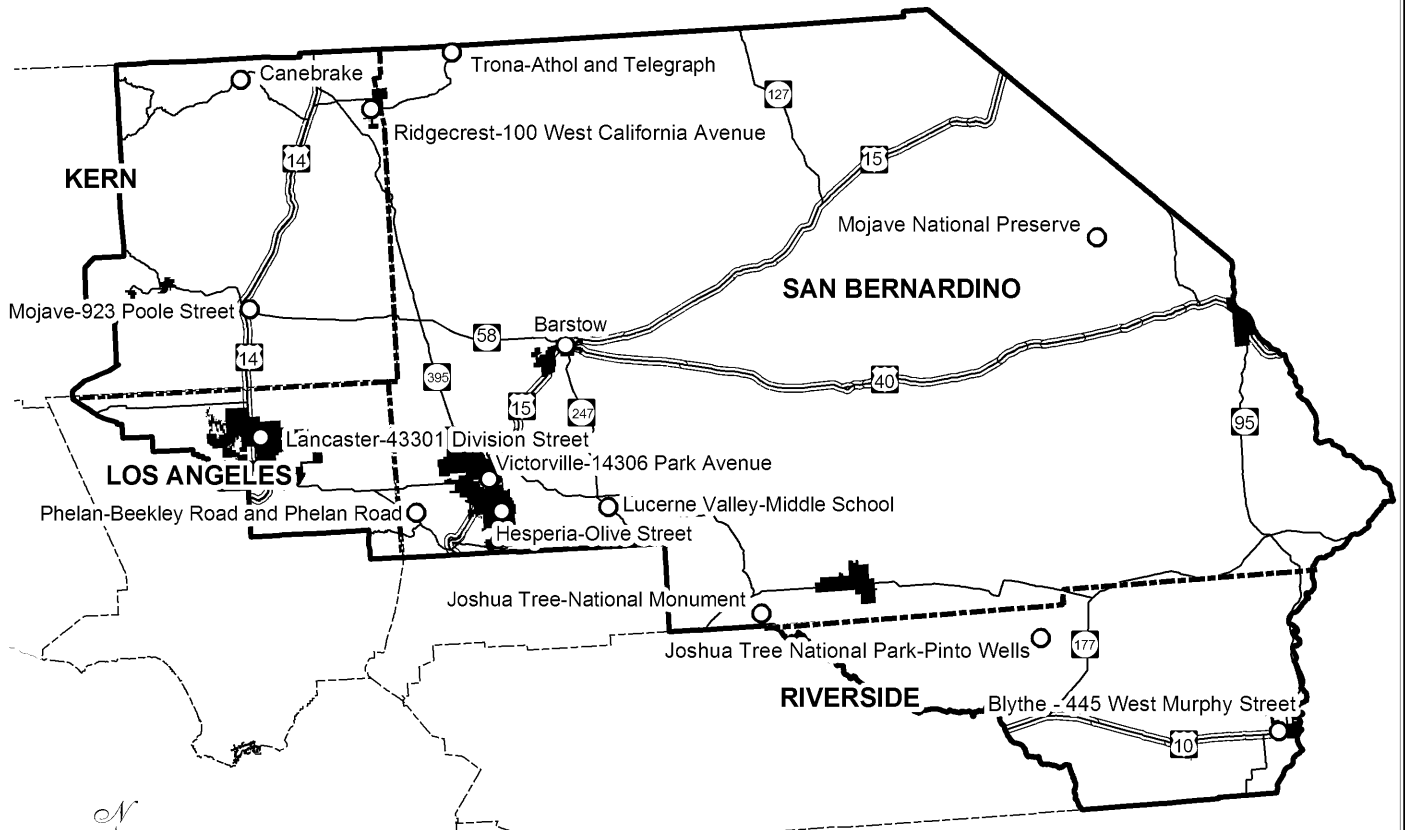 Canebrake
Trona-Athol and Telegraph
127
Ridgecrest-100 West California Avenue
14
15
KERN
Mojave National Preserve
SAN BERNARDINO
Mojave-923 Poole Street
Barstow
58
14
395
40
15
247
95
Lancaster-43301 Division Street
Victorville-14306 Park Avenue
LOS ANGELES
Lucerne Valley-Middle School
Phelan-Beekley Road and Phelan Road
Hesperia-Olive Street
Joshua Tree-National Monument
Joshua Tree National Park-Pinto Wells
177
RIVERSIDE
Blythe - 445 West Murphy Street
10
N